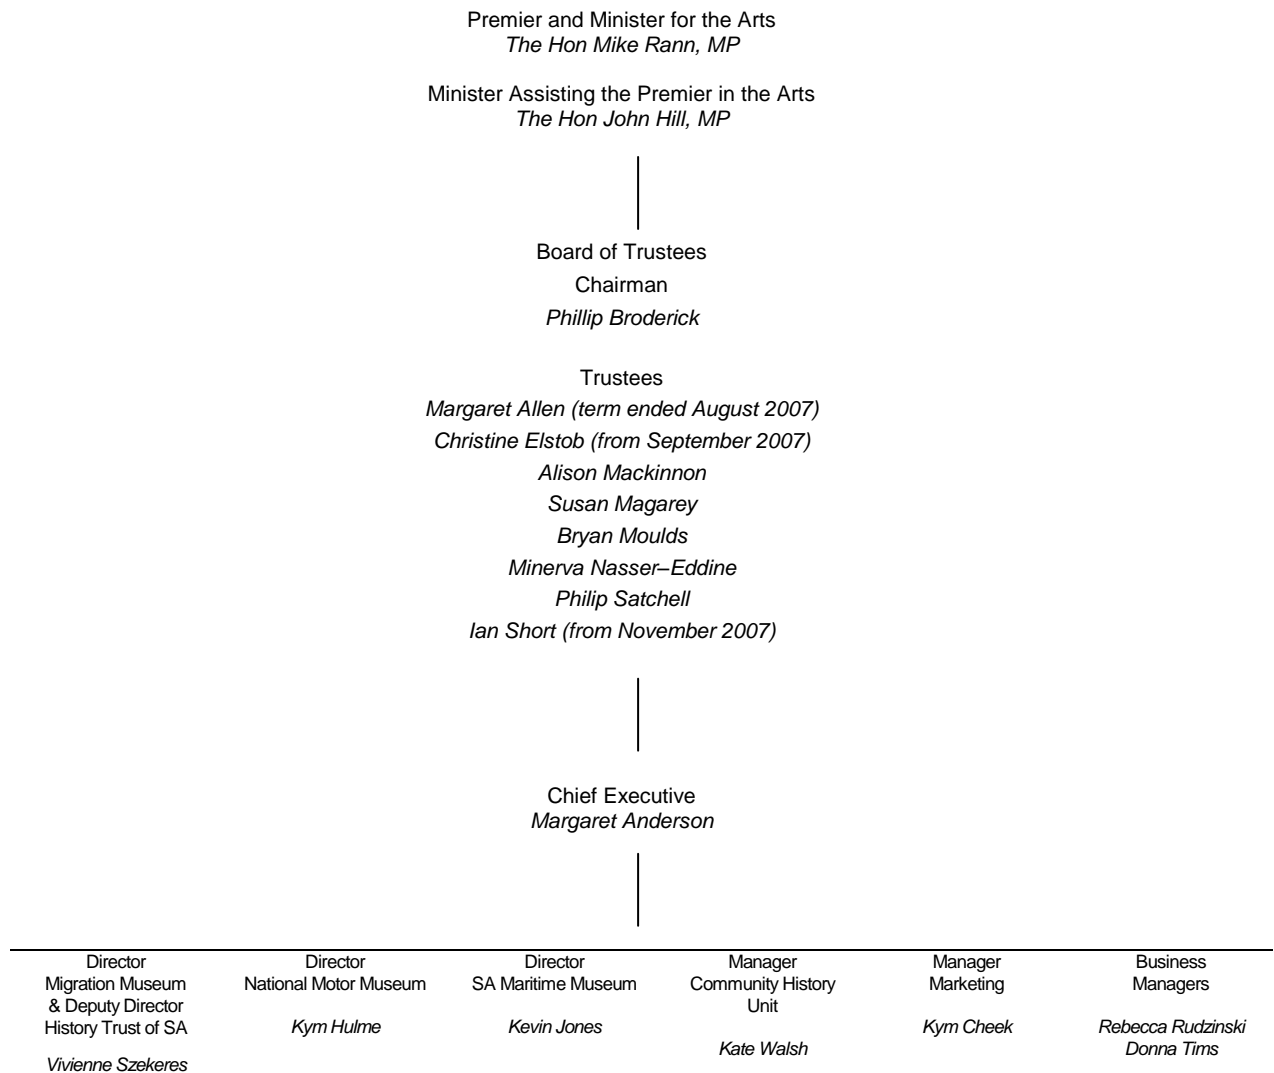 Premier and Minister for the Arts
The Hon Mike Rann, MP
Minister Assisting the Premier in the Arts
The Hon John Hill, MP
Board of Trustees
Chairman
Phillip Broderick
Trustees
Margaret Allen (term ended August 2007)
Christine Elstob (from September 2007)
Alison Mackinnon
Susan Magarey
Bryan Moulds
Minerva Nasser–Eddine
Philip Satchell
Ian Short (from November 2007)
Chief Executive
Margaret Anderson
Director
Migration Museum
& Deputy Director
History Trust of SA
Vivienne Szekeres
Director
National Motor Museum
Kym Hulme
Director
SA Maritime Museum
Kevin Jones
Manager
Community History
Unit
Kate Walsh
Manager
Marketing
Kym Cheek
Business
Managers
Rebecca Rudzinski
Donna Tims